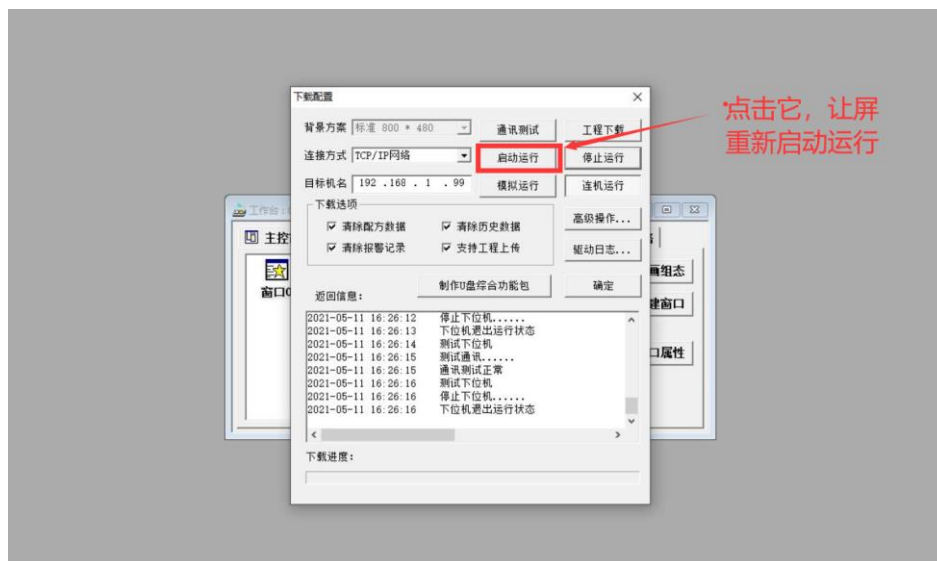 下载配置
点击它，让屏
重新启动运行
背景方案 标准 800 * 480 通讯测试 工程下载
连接方式 TCP/IP网络 启动运行 停止运行
目标机名 192 .168 . 1 . 99 模拟运行 连机运行
下载选项
清除配方数据 清除历史数据 高级操作...
清除报警记录 支持工程上传 驱动日志...
制作U盘综合功能包 确定
返回信息：
2021-05-11 16:26:12 停止下位机......
2021-05-11 16:26:13 下位机退出运行状态
2021-05-11 16:26:14 测试下位机
2021-05-11 16:26:15 测试通讯......
2021-05-11 16:26:15 通讯测试正常
2021-05-11 16:26:16 测试下位机
2021-05-11 16:26:16 停止下位机......
2021-05-11 16:26:16 下位机退出运行状态
下载进度：
工作台
主控
窗口
组态
建窗口
口属性